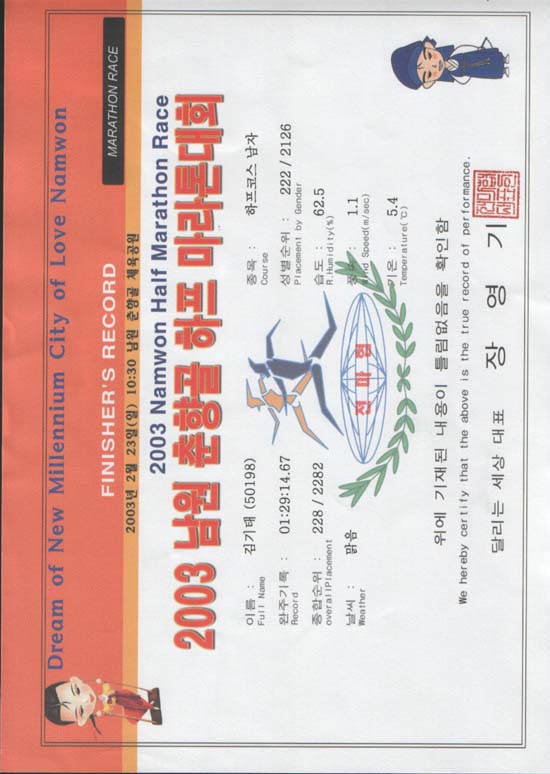 Dream of New Millennium City of Love Namwon
FINISHER'S RECORD
MARATHON RACE
2003년 2월 23일(일) 10:30 남원 춘향골 체육공원
2003 Namwon Half Marathon Race
2003 남원 춘향골 하프 마라톤대회
이름 : 김기태 (50198)
Full Name
종목 : 하프코스 남자
Course
완주기록 : 01:29:14.67
Record
성별순위 : 222 / 2126
Placement by Gender
종합순위 : 228 / 2282
overallPlacement
습도 : 62.5
R.Humidity(%)
날씨 : 맑음
Weather
1.1
Speed(m/sec)
기온 : 5.4
Temperature(℃)
전마협
위에 기재된 내용이 틀림없음을 확인함
We hereby certify that the above is the true record of performance.
달리는 세상 대표 장 영 기